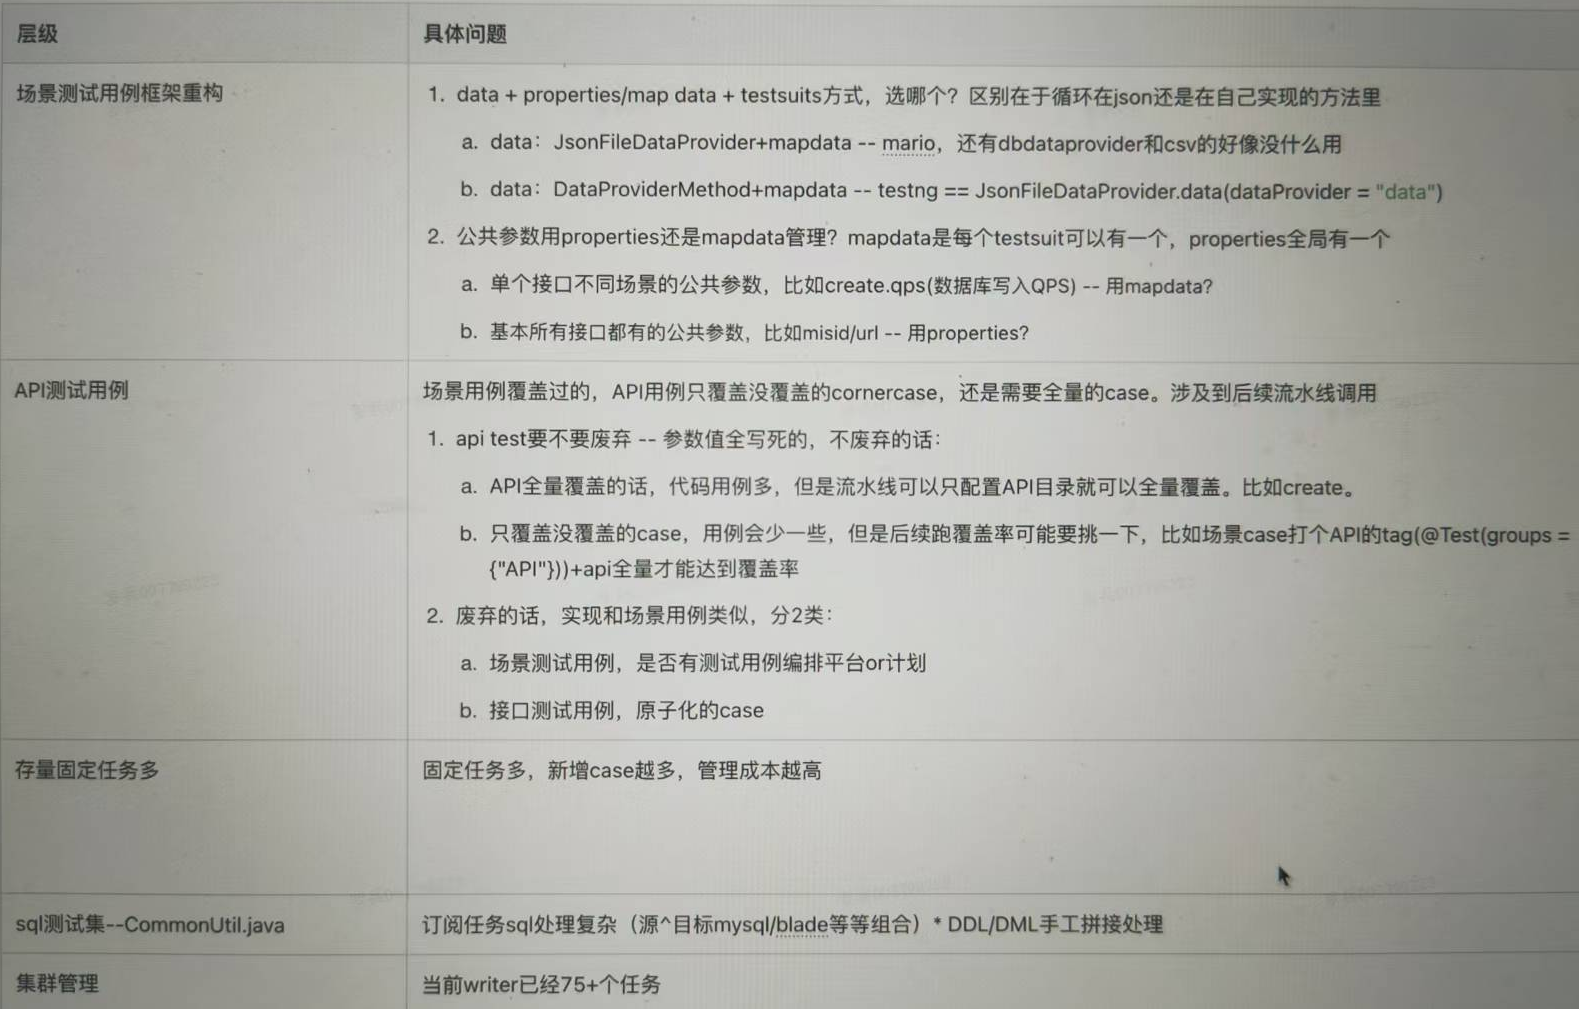 层级
具体问题
场景测试用例框架重构
1. data + properties/map data + testsuits方式，选哪个？区别在于循环在json还是在自己实现的方法里
a. data：JsonFileDataProvider+mapdata -- mario，还有dbdataprovider和csv的好像没什么用
b. data：DataProviderMethod+mapdata -- testng == JsonFileDataProvider.data(dataProvider = "data")
2. 公共参数用properties还是mapdata管理？mapdata是每个testsuit可以有一个，properties全局有一个
a. 单个接口不同场景的公共参数，比如create.qps(数据库写入QPS) -- 用mapdata?
b. 基本所有接口都有的公共参数，比如misid/url -- 用properties?
API测试用例
场景用例覆盖过的，API用例只覆盖没覆盖的cornercase，还是需要全量的case。涉及到后续流水线调用
1. api test要不要废弃 -- 参数值全写死的，不废弃的话：
a. API全量覆盖的话，代码用例多，但是流水线可以只配置API目录就可以全量覆盖。比如create。
b. 只覆盖没覆盖的case，用例会少一些，但是后续跑覆盖率可能要挑一下，比如场景case打个API的tag(@Test(groups =
{"API"}))+api全量才能达到覆盖率
2. 废弃的话，实现和场景用例类似，分2类：
a. 场景测试用例，是否有测试用例编排平台or计划
b. 接口测试用例，原子化的case
存量固定任务多
固定任务多，新增case越多，管理成本越高
sql测试集--CommonUtil.java
订阅任务sql处理复杂（源^目标mysql/blade等等组合）* DDL/DML手工拼接处理
集群管理
当前writer已经75+个任务